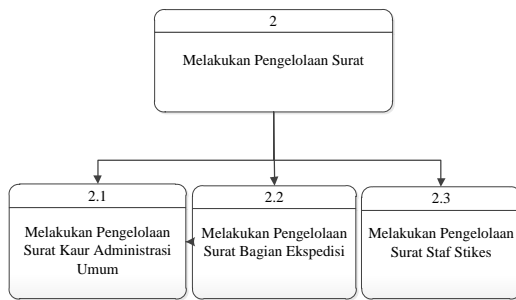 2
Melakukan Pengelolaan Surat
2.1
Melakukan Pengelolaan
Surat Kaur Administrasi
Umum
2.2
Melakukan Pengelolaan
Surat Bagian Ekspedisi
2.3
Melakukan Pengelolaan
Surat Staf Stikes